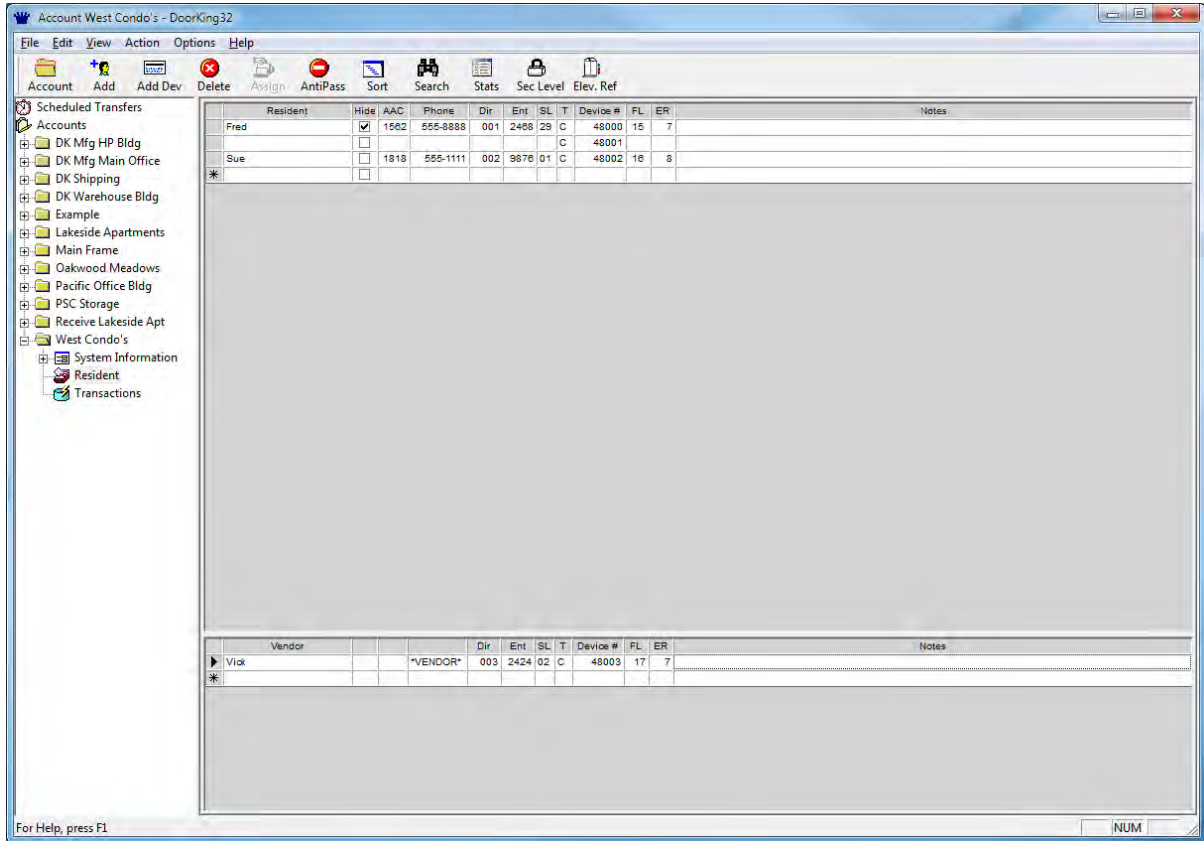 Account West Condo's - DoorKing32
File Edit View Action Options Help
Account Add Add Dev Delete Assign AntiPass Sort Search Stats Sec Level Elev. Ref
Scheduled Transfers
Accounts
DK Mfg HP Bldg
DK Mfg Main Office
DK Shipping
DK Warehouse Bldg
Example
Lakeside Apartments
Main Frame
Oakwood Meadows
Pacific Office Bldg
PSC Storage
Receive Lakeside Apt
West Condo's
System Information
Resident
Transactions
Resident Hide AAC Phone Dir Ent SL T Device # FL ER Notes
Fred 1562 555-8888 001 2468 29 C 48000 15 7
C 48001
Sue 1818 555-1111 002 9876 01 C 48002 16 8
Vendor Dir Ent SL T Device # FL ER Notes
Vick *VENDOR* 003 2424 02 C 48003 17 7
For Help, press F1
NUM